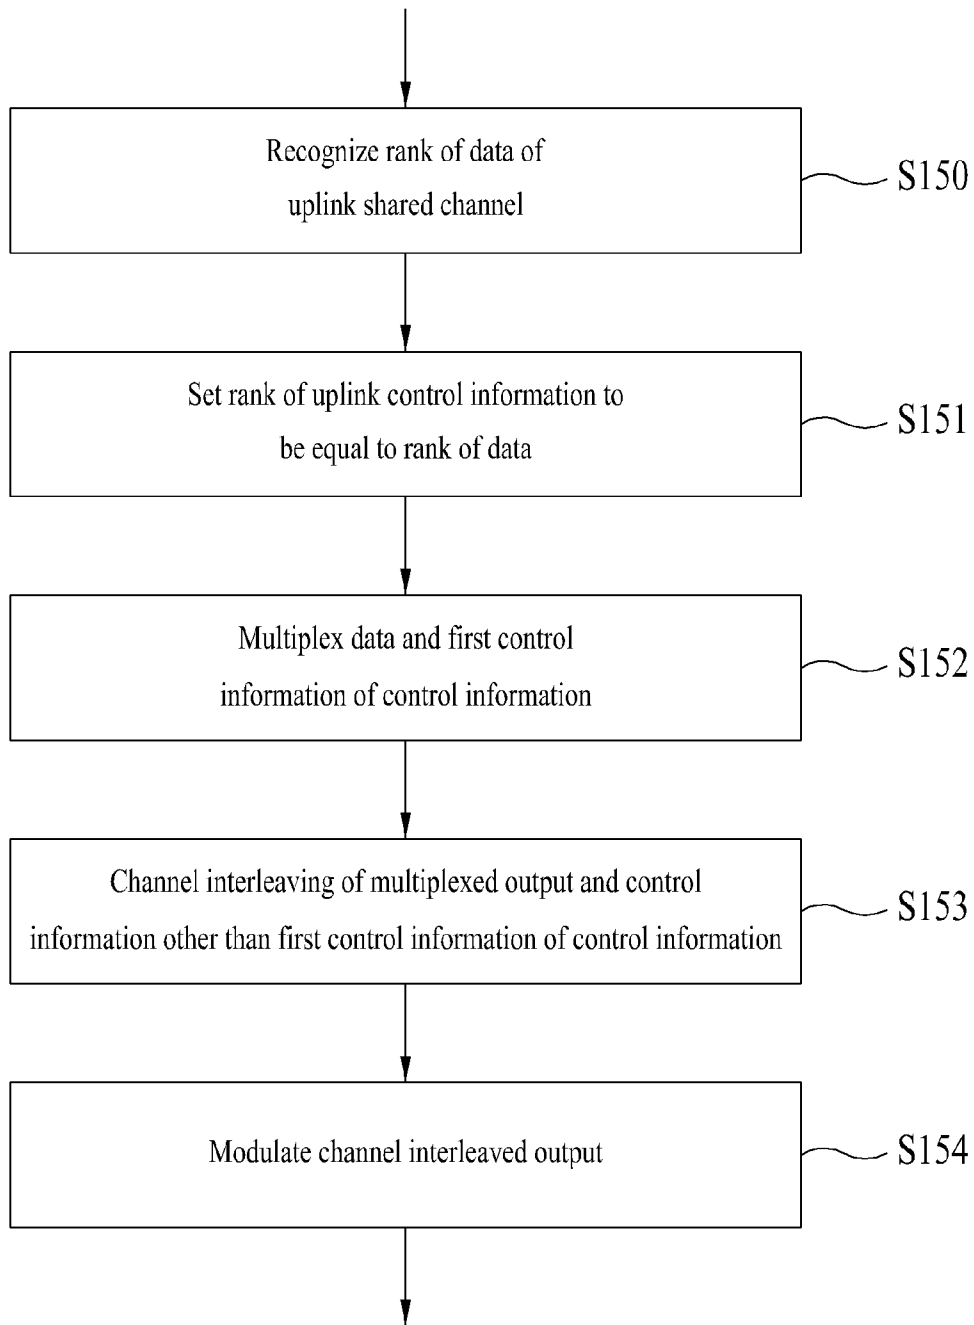 Recognize rank of data of
uplink shared channel
S150
Set rank of uplink control information to
be equal to rank of data
S151
Multiplex data and first control
information of control information
S152
Channel interleaving of multiplexed output and control
information other than first control information of control information
S153
Modulate channel interleaved output
S154